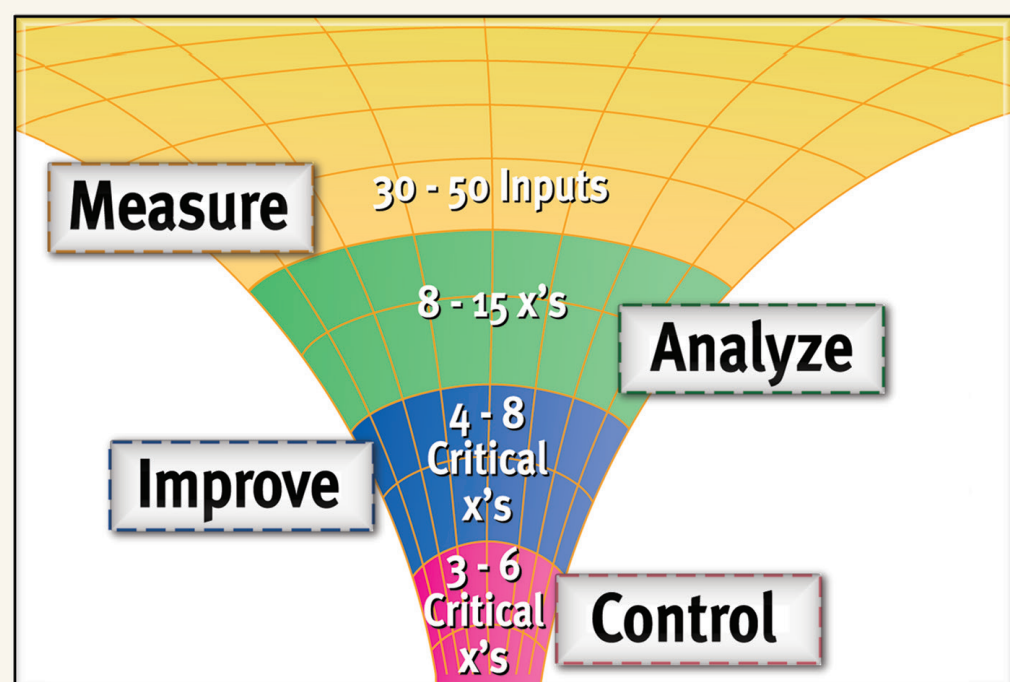 Measure
30 - 50 Inputs
8 - 15 x's
Analyze
4 - 8
Critical
x's
Improve
3 - 6
Critical
x's
Control